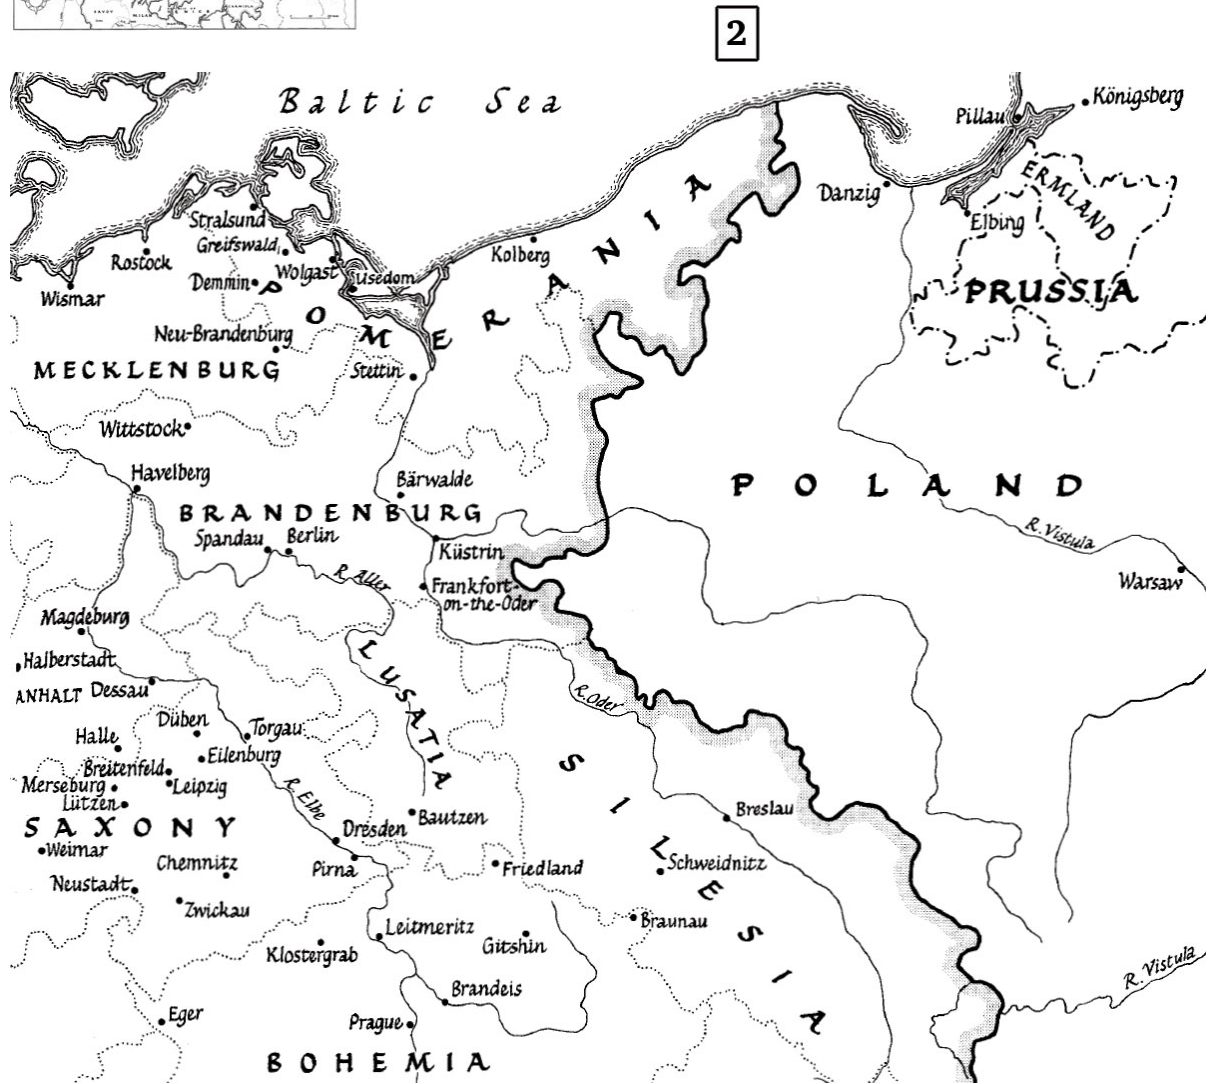 2
Baltic Sea
Königsberg
Pillau
ERMLAND
Danzig
Elbing
PRUSSIA
Stralsund
Greifswald
Rostock
Wolgast
Usedom
Demmin
Wismar
Kolberg
POMERANIA
Neu-Brandenburg
MECKLENBURG
Stettin
Wittstock
Havelberg
Bärwalde
POLAND
BRANDENBURG
Spandau
Berlin
Küstrin
R. Vistula
Warsaw
R. Aller
Frankfort-
on-the-Oder
Magdeburg
Halberstadt
ANHALT
Dessau
LUSATIA
R. Oder
Düben
Torgau
Halle
Eilenburg
Breitenfeld
Merseburg
Leipzig
Lützen
R. Elbe
SILESIA
Breslau
Bautzen
SAXONY
Dresden
Weimar
Chemnitz
Pirna
Friedland
Schweidnitz
Neustadt
Zwickau
Braunau
Leitmeritz
Gitshin
Klostergrab
R. Vistula
Brandeis
Eger
Prague
BOHEMIA